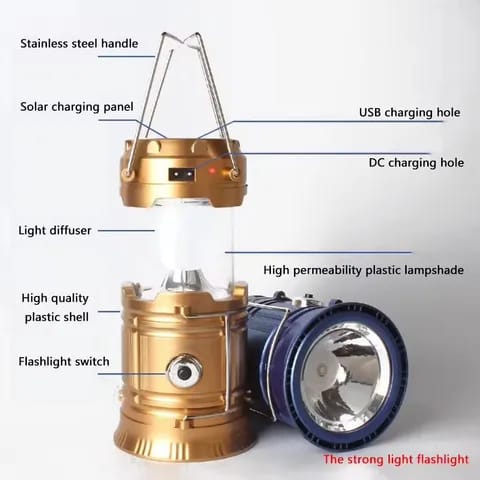 Stainless steel handle
Solar charging panel
USB charging hole
DC charging hole
Light diffuser
High permeability plastic lampshade
High quality
plastic shell
Flashlight switch
The strong light flashlight